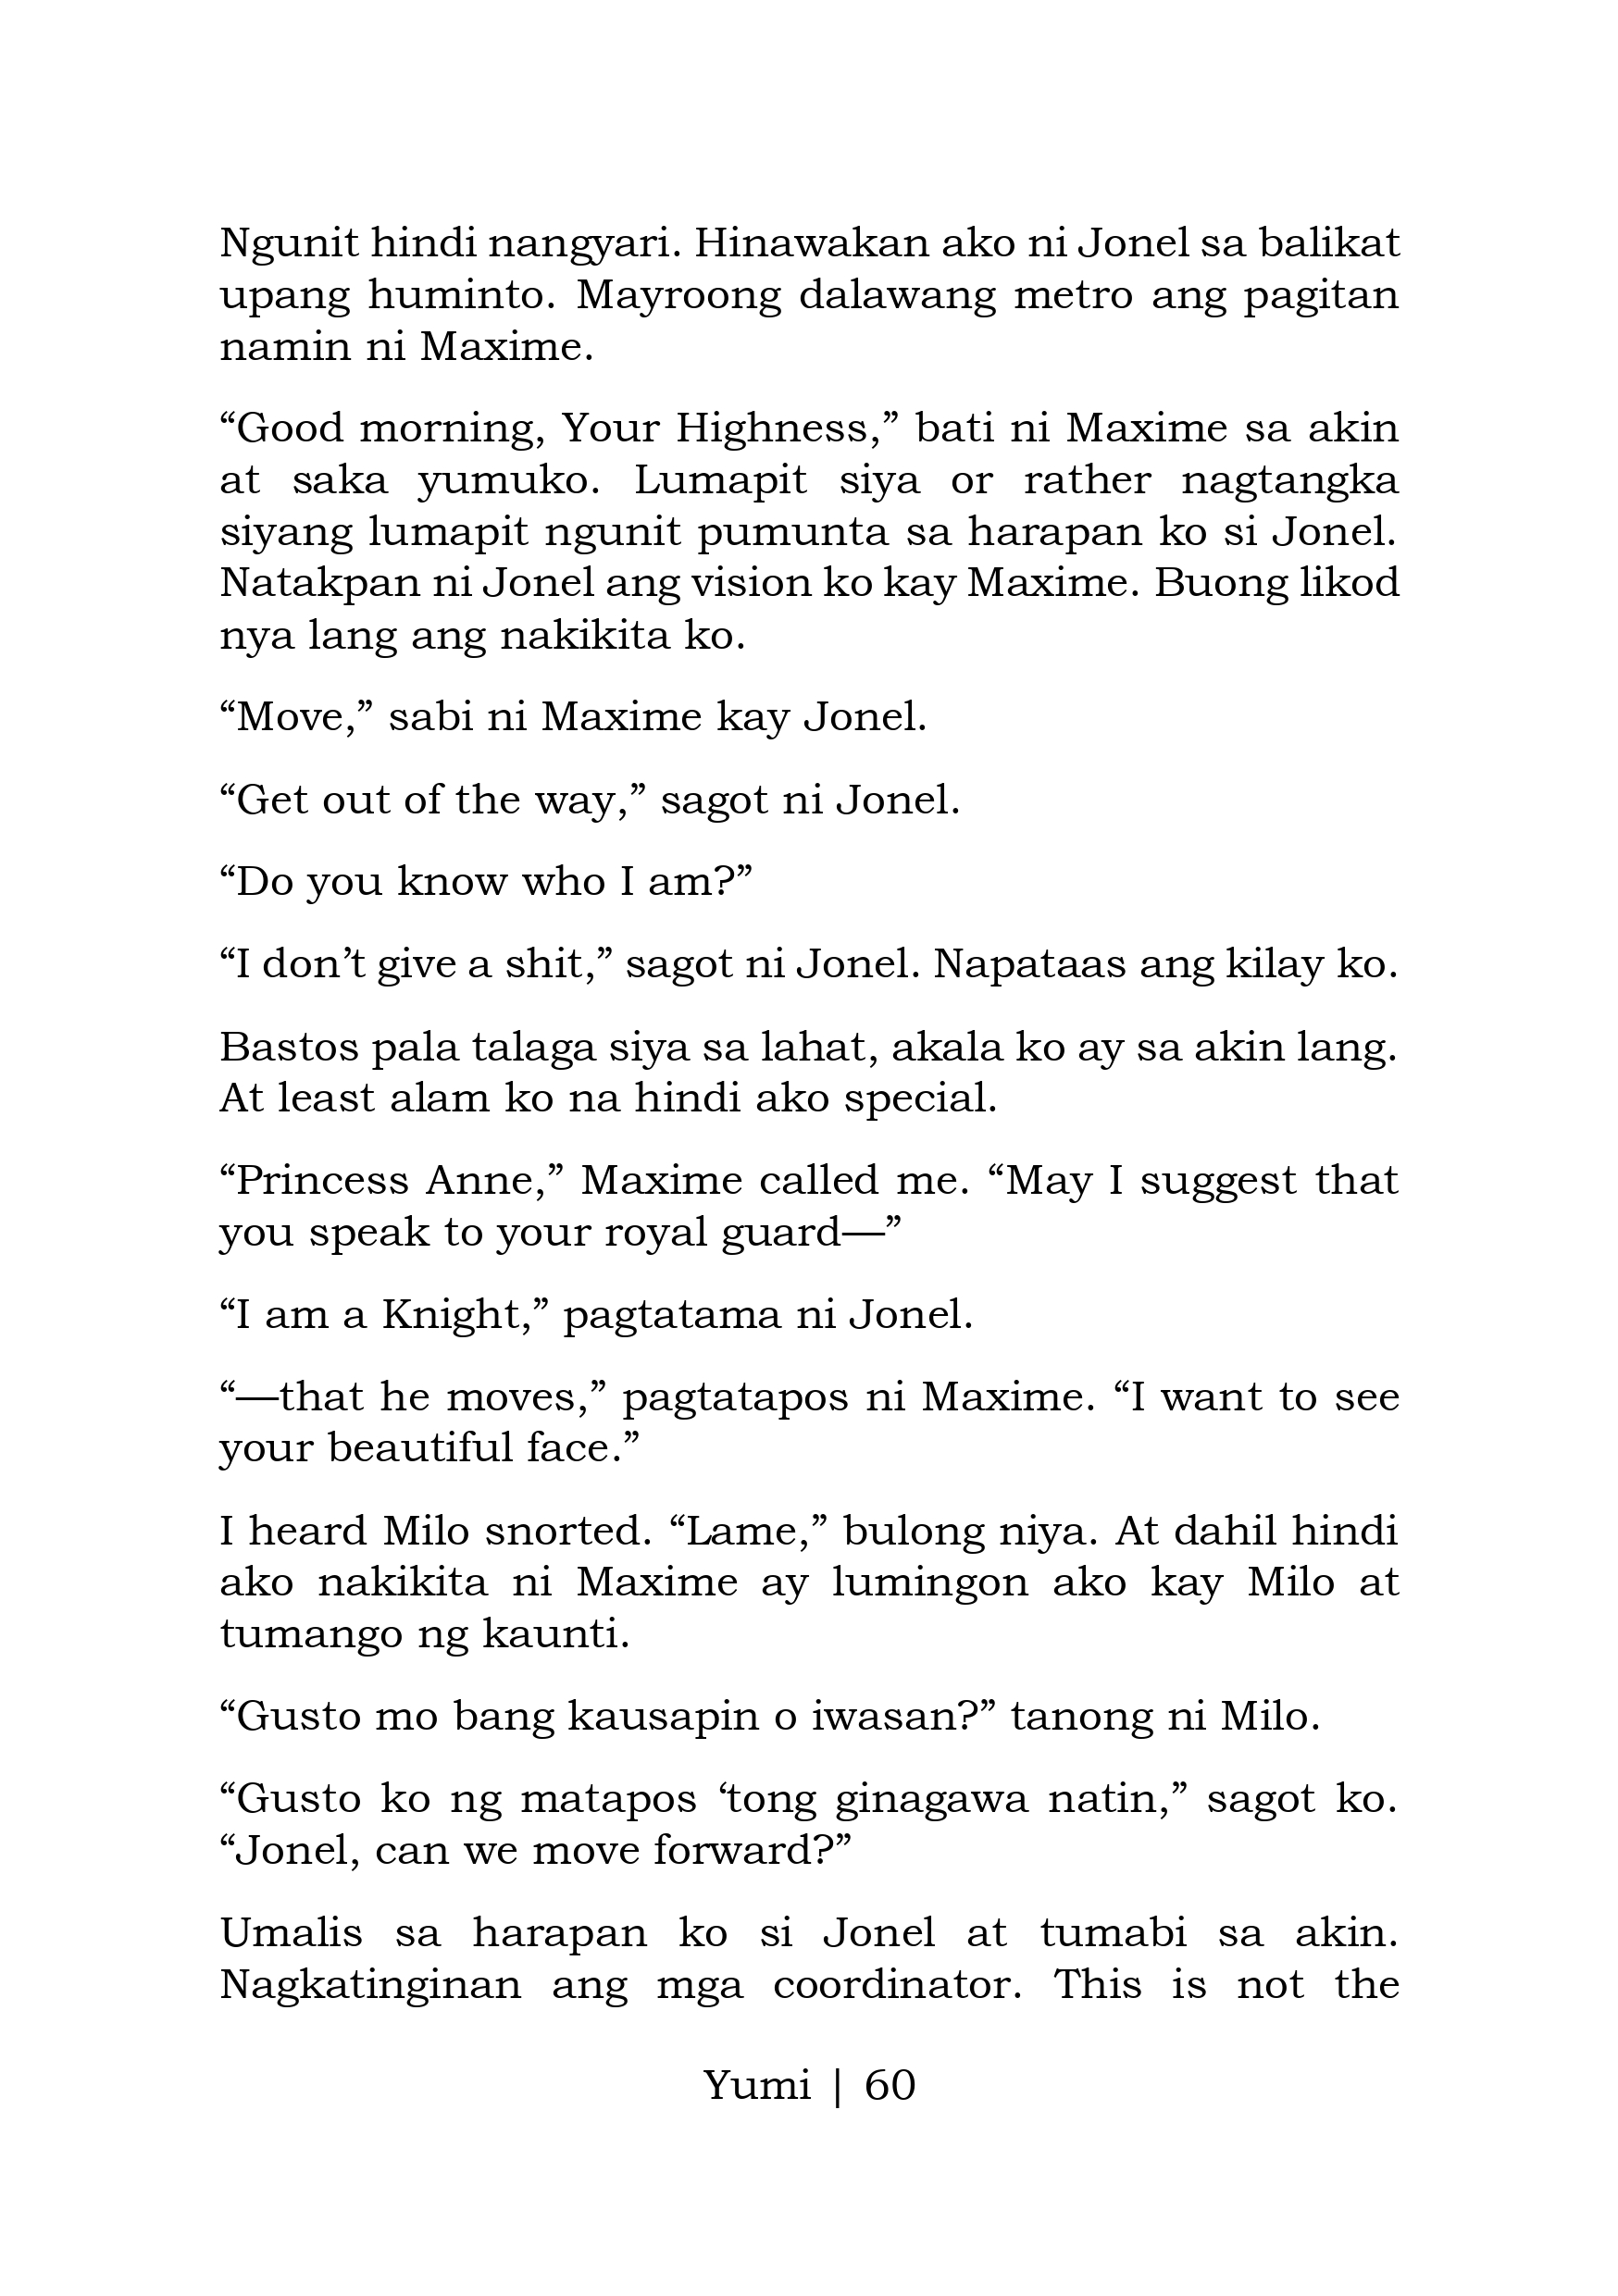 Ngunit hindi nangyari. Hinawakan ako ni Jonel sa balikat
upang huminto. Mayroong dalawang metro ang pagitan
namin ni Maxime.
“Good morning, Your Highness,” bati ni Maxime sa akin
at saka yumuko. Lumapit siya or rather nagtangka
siyang lumapit ngunit pumunta sa harapan ko si Jonel.
Natakpan ni Jonel ang vision ko kay Maxime. Buong likod
nya lang ang nakikita ko.
“Move,” sabi ni Maxime kay Jonel.
“Get out of the way,” sagot ni Jonel.
“Do you know who I am?”
“I don’t give a shit,” sagot ni Jonel. Napataas ang kilay ko.
Bastos pala talaga siya sa lahat, akala ko ay sa akin lang.
At least alam ko na hindi ako special.
“Princess Anne,” Maxime called me. “May I suggest that
you speak to your royal guard—”
“I am a Knight,” pagtatama ni Jonel.
“—that he moves,” pagtatapos ni Maxime. “I want to see
your beautiful face.”
I heard Milo snorted. “Lame,” bulong niya. At dahil hindi
ako nakikita ni Maxime ay lumingon ako kay Milo at
tumango ng kaunti.
“Gusto mo bang kausapin o iwasan?” tanong ni Milo.
“Gusto ko ng matapos ‘tong ginagawa natin,” sagot ko.
“Jonel, can we move forward?”
Umalis sa harapan ko si Jonel at tumabi sa akin.
Nagkatinginan ang mga coordinator. This is not the
Yumi | 60